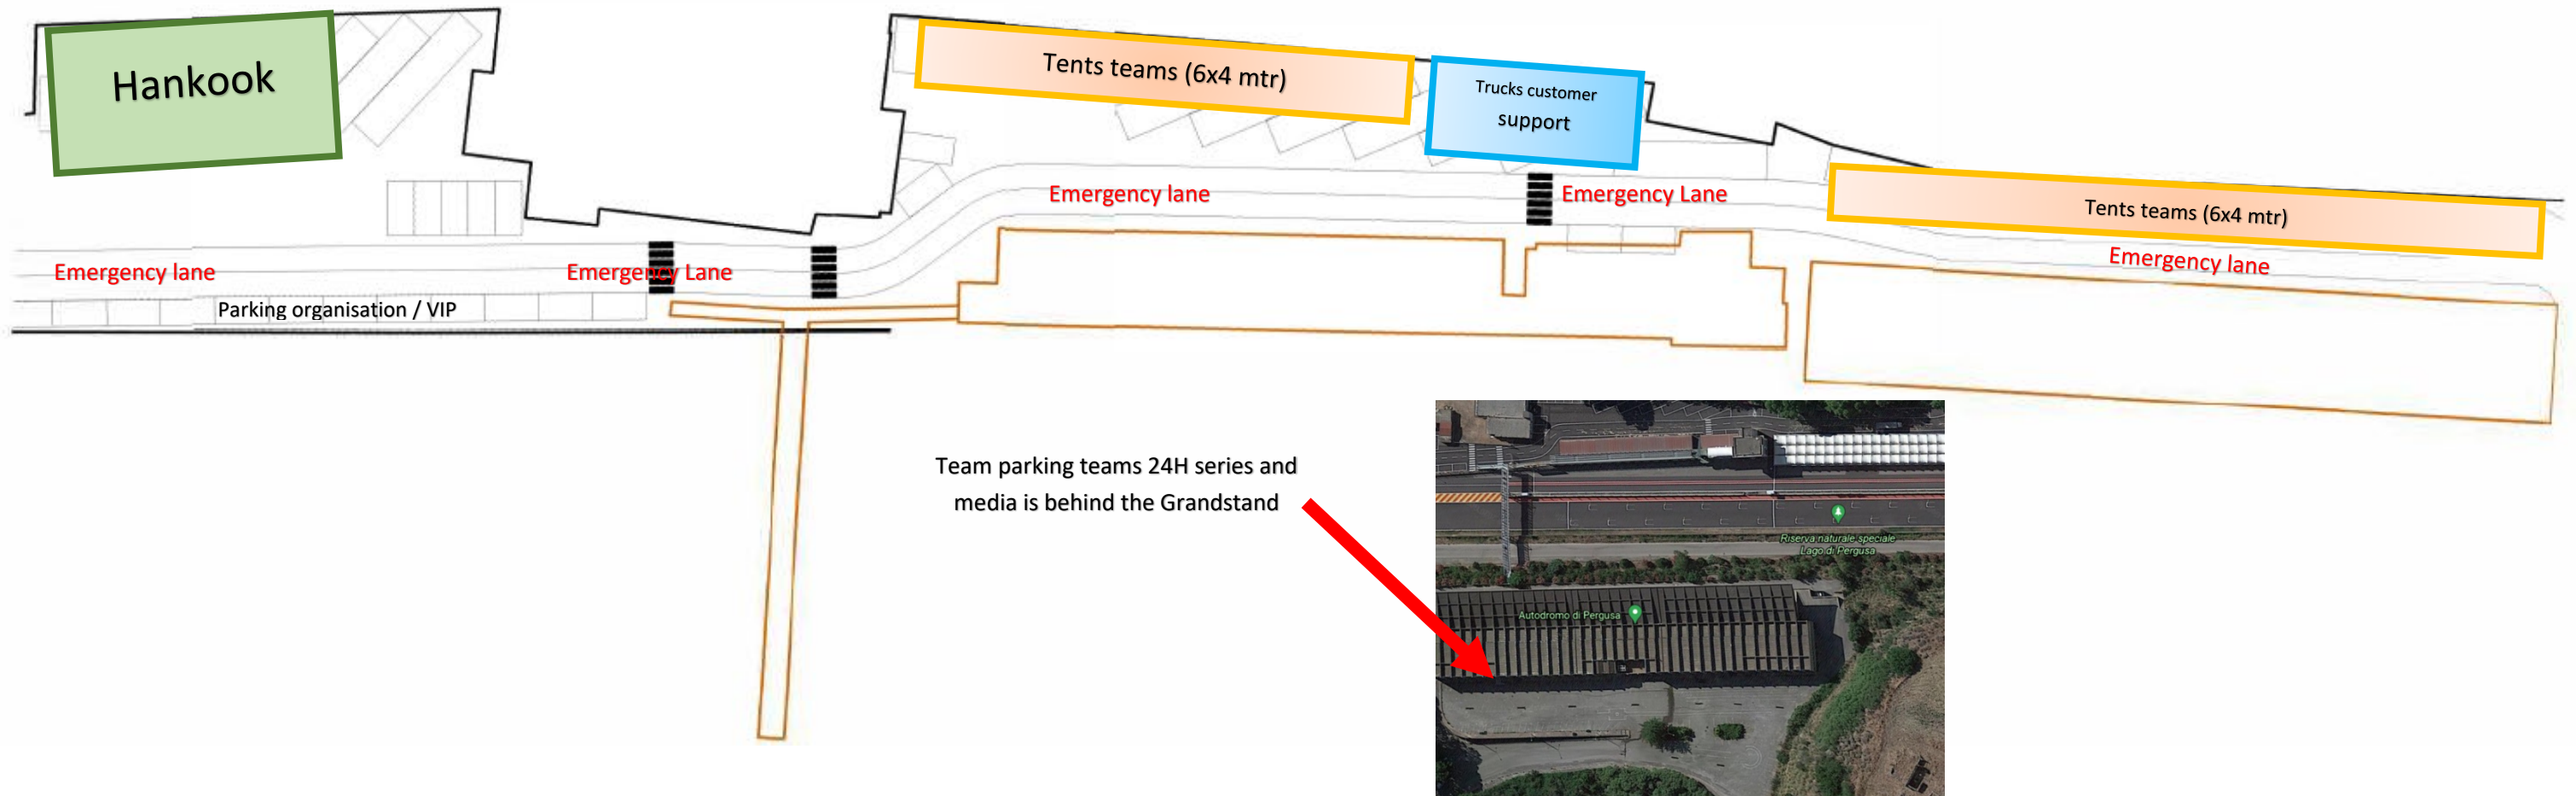 Hankook
Tents teams (6x4 mtr)
Trucks customer
support
Emergency lane
Emergency Lane
Tents teams (6x4 mtr)
Emergency lane
Emergency lane
Emergency Lane
Parking organisation / VIP
Team parking teams 24H series and
media is behind the Grandstand
Riserva naturale speciale
Lago di Pergusa
Autodromo di Pergusa